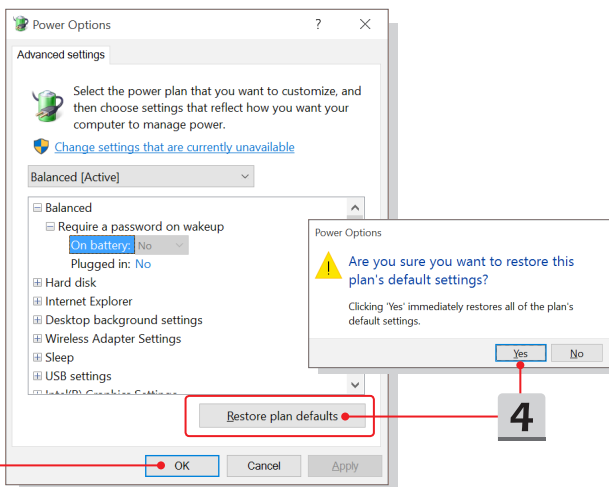 Power Options
?
Advanced settings
Select the power plan that you want to customize, and
then choose settings that reflect how you want your
computer to manage power.
Change settings that are currently unavailable
Balanced [Active]
Balanced
Require a password on wakeup
On battery: No
Plugged in: No
Hard disk
Internet Explorer
Desktop background settings
Wireless Adapter Settings
Sleep
USB settings
Intel(R) Graphics Settings
Restore plan defaults
OK Cancel Apply
Power Options
Are you sure you want to restore this
plan's default settings?
Clicking 'Yes' immediately restores all of the plan's
default settings.
Yes No
4